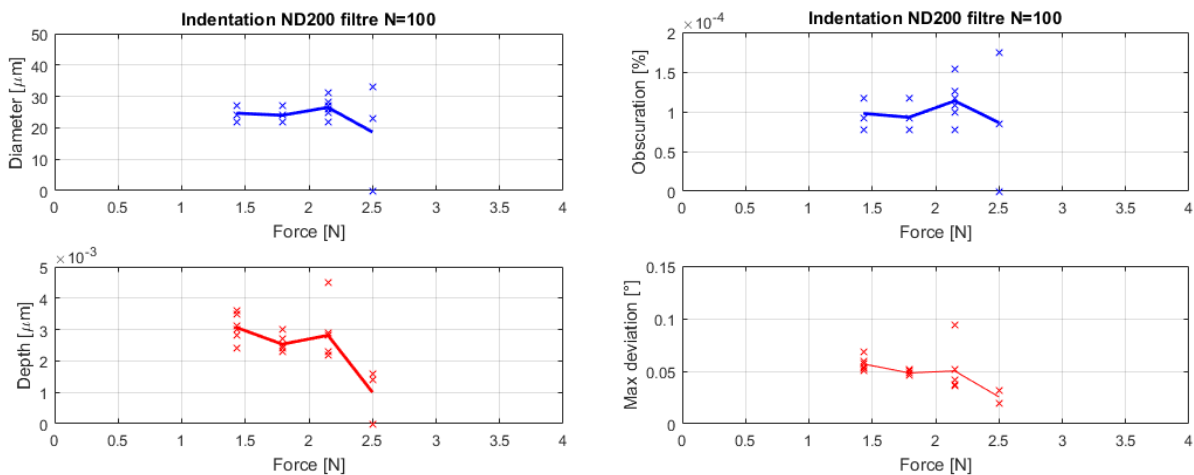 Indentation ND200 filtre N=100
50
40
30
20
10
0
Diameter [μm]
0 0.5 1 1.5 2 2.5 3 3.5 4
Force [N]
Indentation ND200 filtre N=100
×10^-4
2
1.5
1
0.5
0
Obscuration [%]
0 0.5 1 1.5 2 2.5 3 3.5 4
Force [N]
×10^-3
5
4
3
2
1
0
Depth [μm]
0 0.5 1 1.5 2 2.5 3 3.5 4
Force [N]
0.15
0.1
0.05
0
Max deviation [°]
0 0.5 1 1.5 2 2.5 3 3.5 4
Force [N]